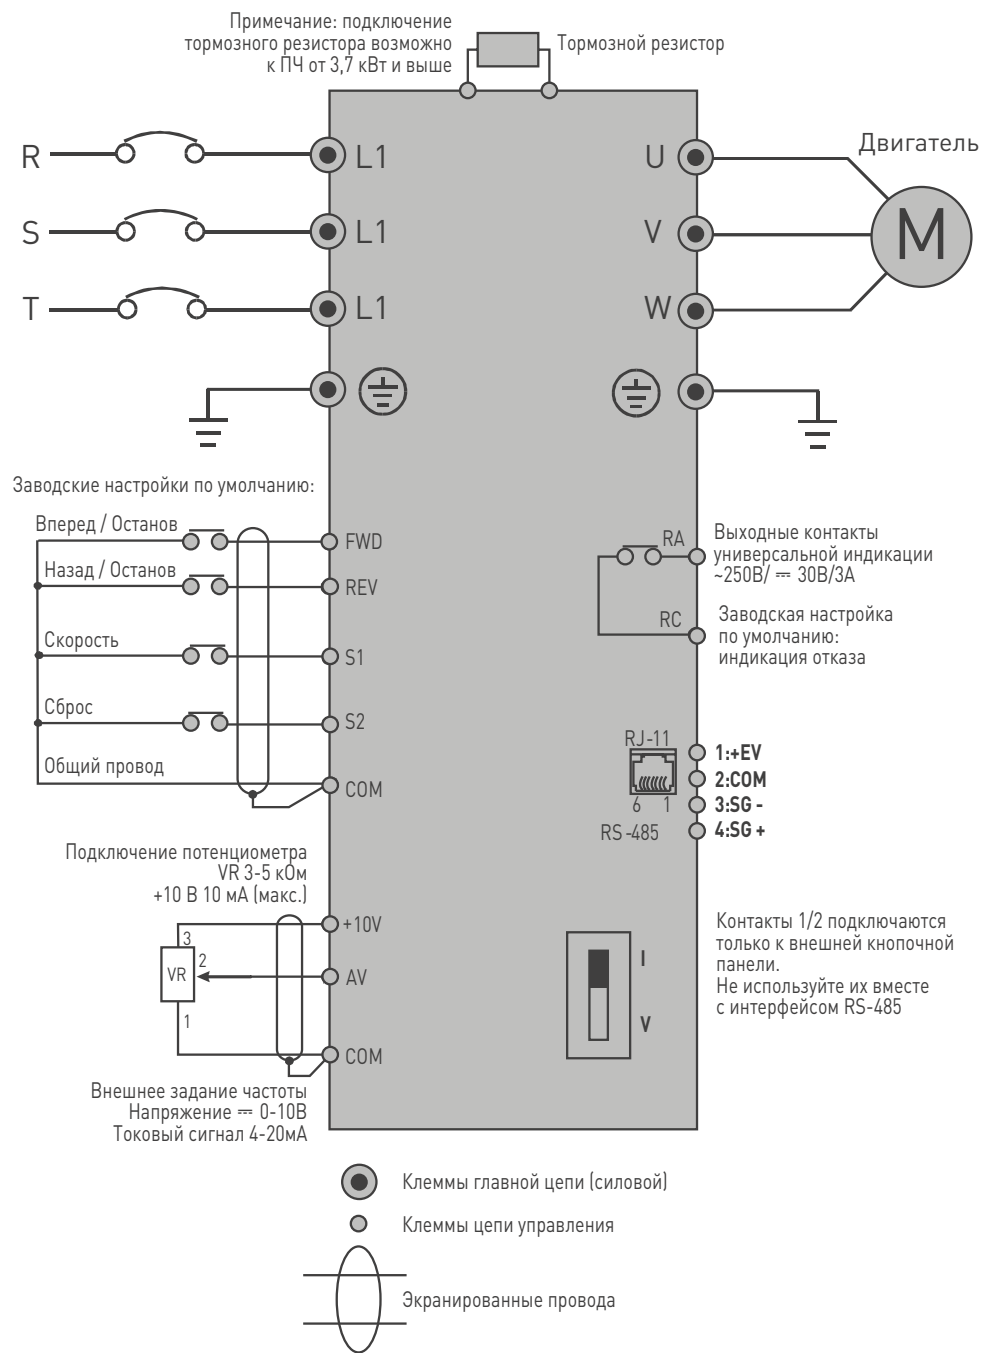 Примечание: подключение
тормозного резистора возможно
к ПЧ от 3,7 кВт и выше
Тормозной резистор
R
L1
U
Двигатель
S
L1
V
M
T
L1
W
Заводские настройки по умолчанию:
Вперед / Останов
FWD
Назад / Останов
REV
Скорость
S1
Сброс
S2
Общий провод
COM
RA
Выходные контакты
универсальной индикации
~250В/ ⎓ 30В/3А
RC
Заводская настройка
по умолчанию:
индикация отказа
RJ-11
6 1
RS-485
1:+EV
2:COM
3:SG -
4:SG +
Подключение потенциометра
VR 3-5 кОм
+10 В 10 мА (макс.)
+10V
3
VR
2
AV
1
COM
I
V
Контакты 1/2 подключаются
только к внешней кнопочной
панели.
Не используйте их вместе
с интерфейсом RS-485
Внешнее задание частоты
Напряжение ⎓ 0-10В
Токовый сигнал 4-20мА
Клеммы главной цепи (силовой)
Клеммы цепи управления
Экранированные провода